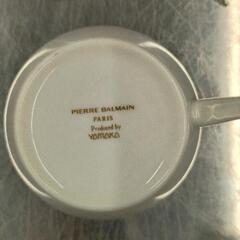 PIERRE BALMAIN
PARIS
Produced by
YAMAKA